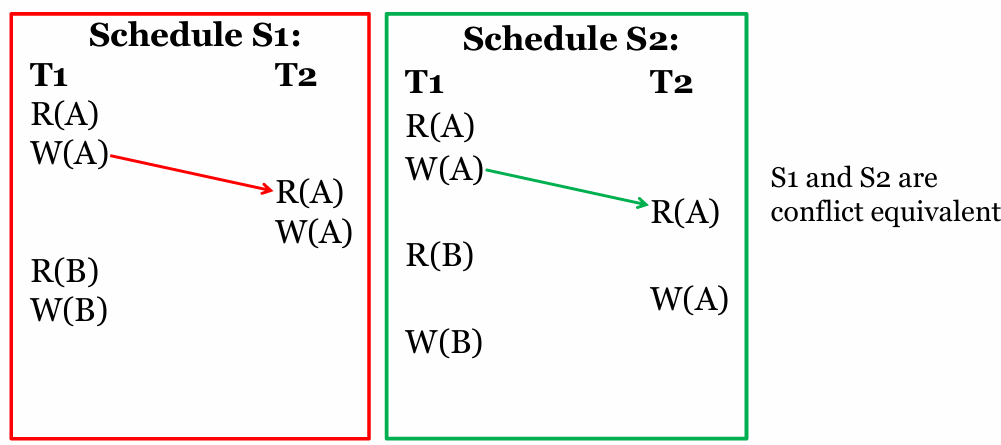 Schedule S1:
T1 T2
R(A)
W(A)
R(A)
W(A)
R(B)
W(B)
Schedule S2:
T1 T2
R(A)
W(A)
R(A)
R(B)
W(A)
W(B)
S1 and S2 are
conflict equivalent